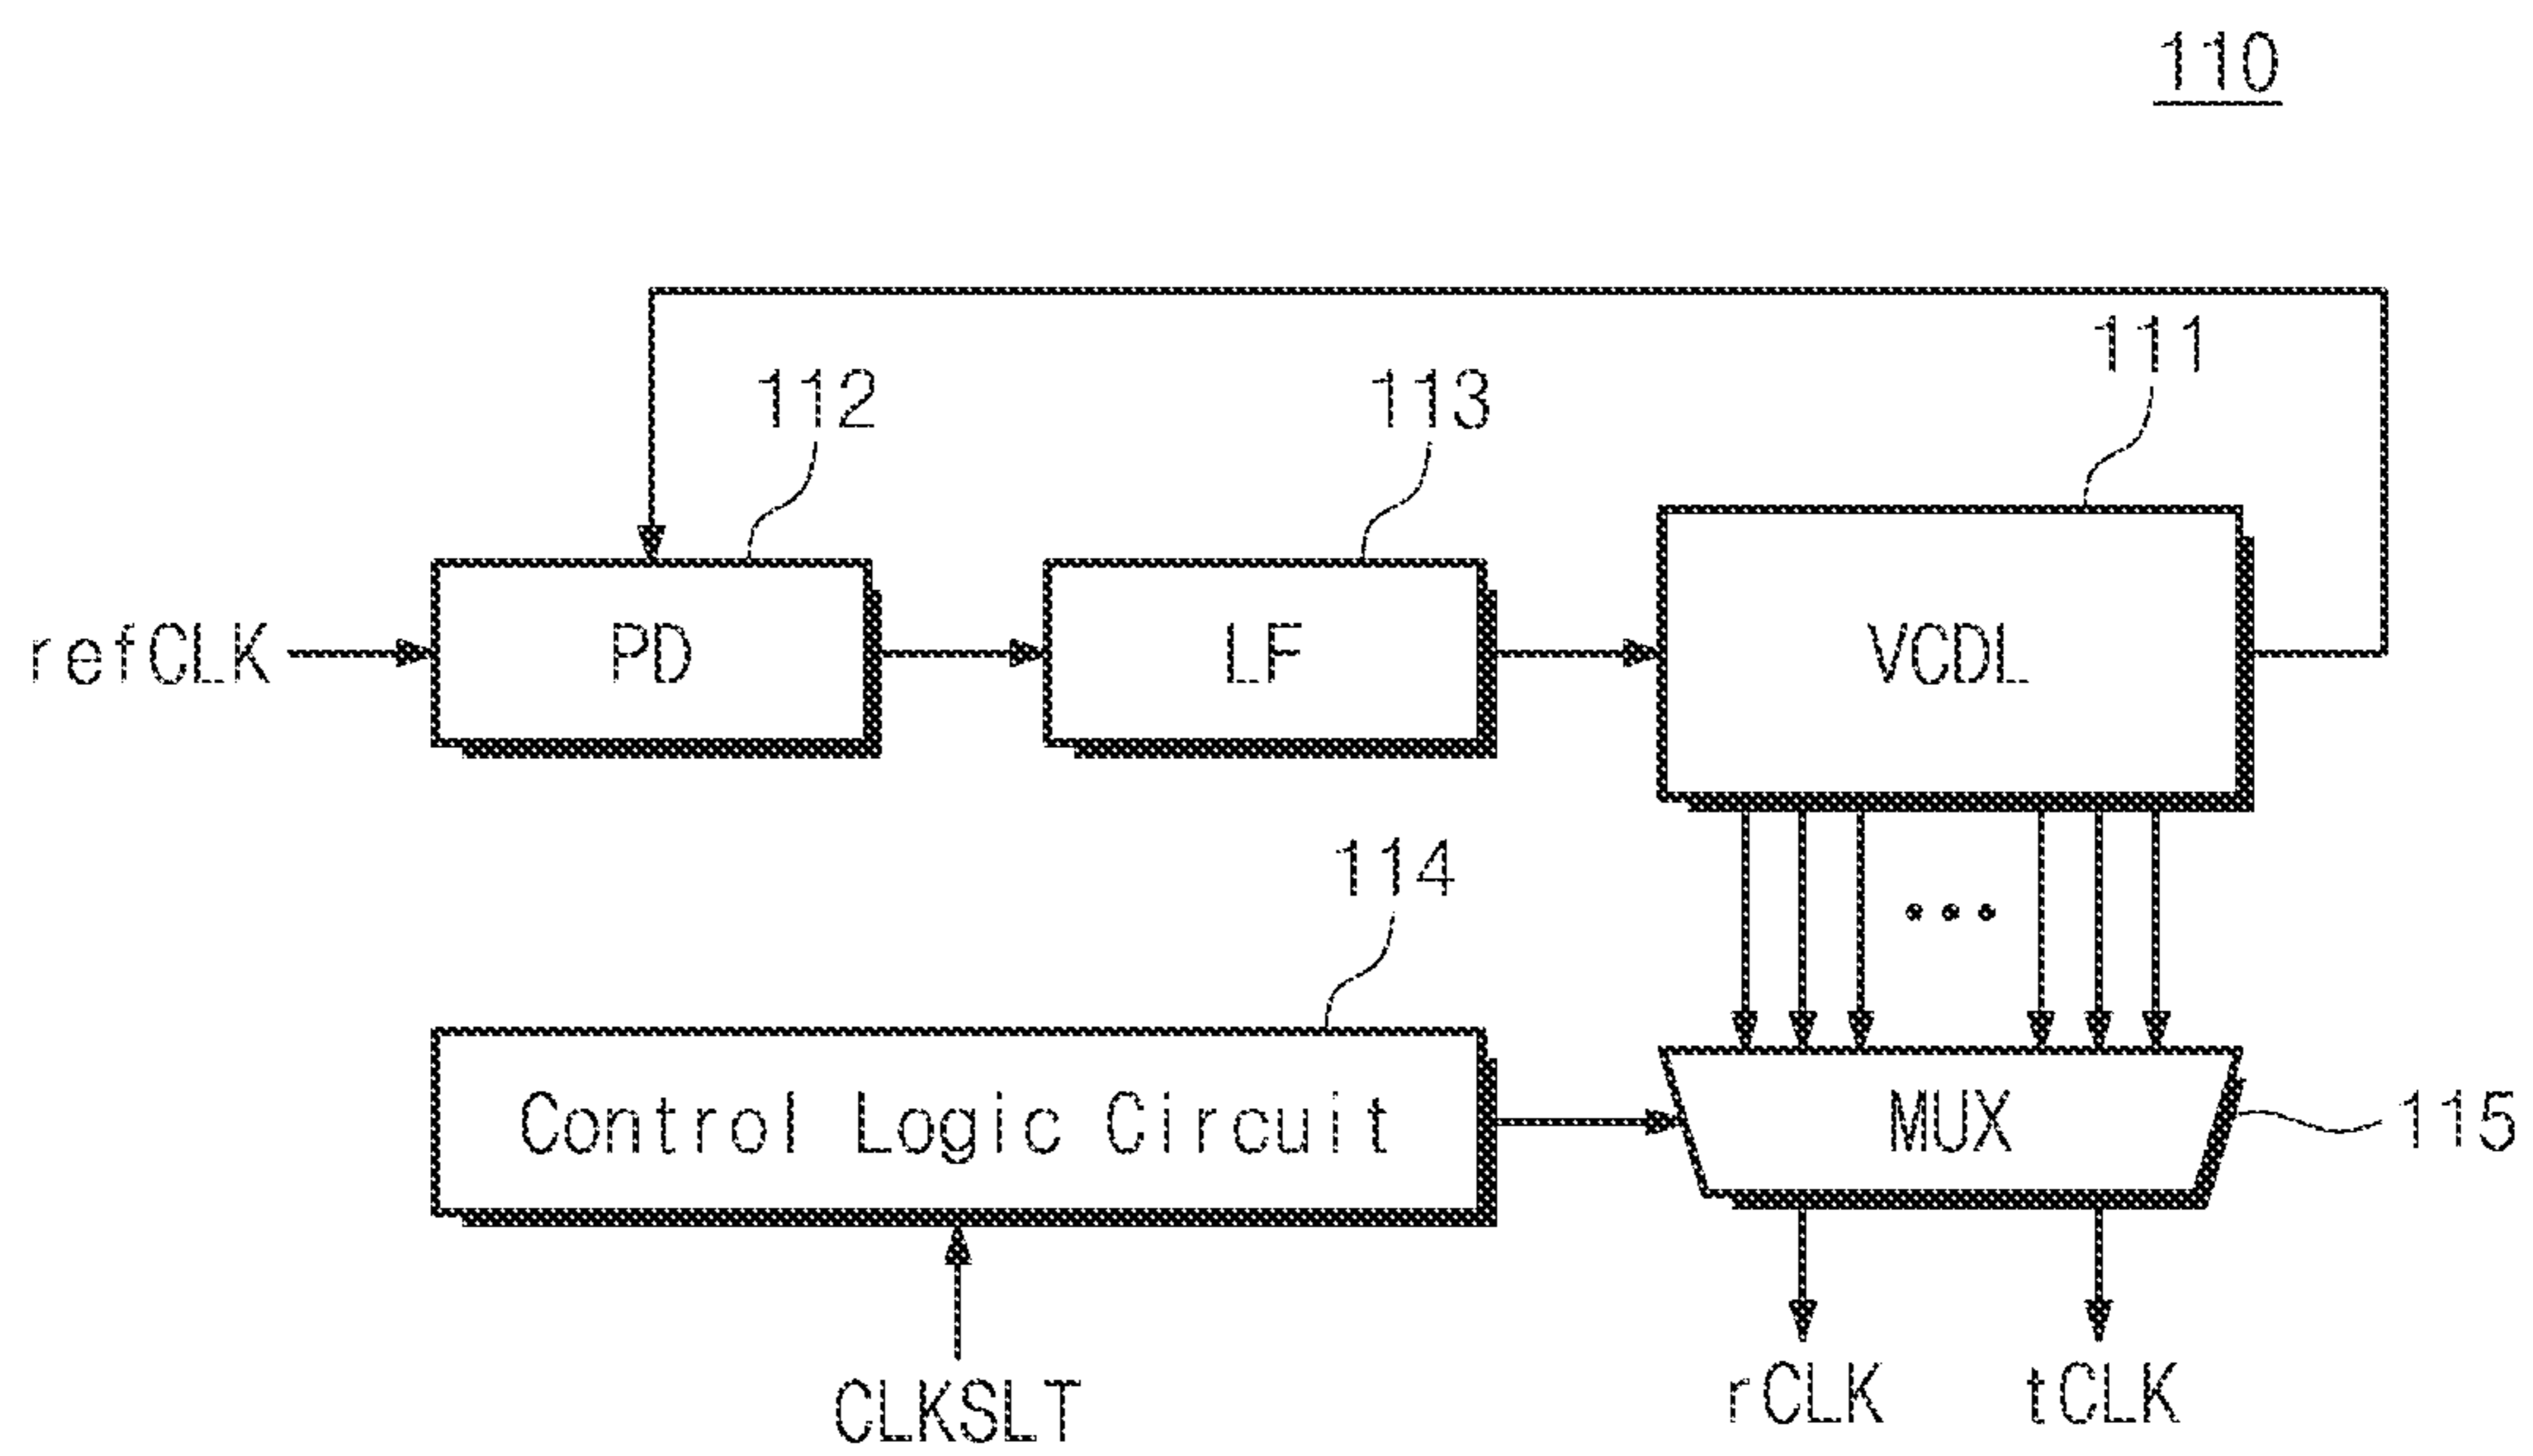 110
111
112
113
refCLK
PD
LF
VCDL
114
Control Logic Circuit
MUX
115
CLKSLT
rCLK
tCLK